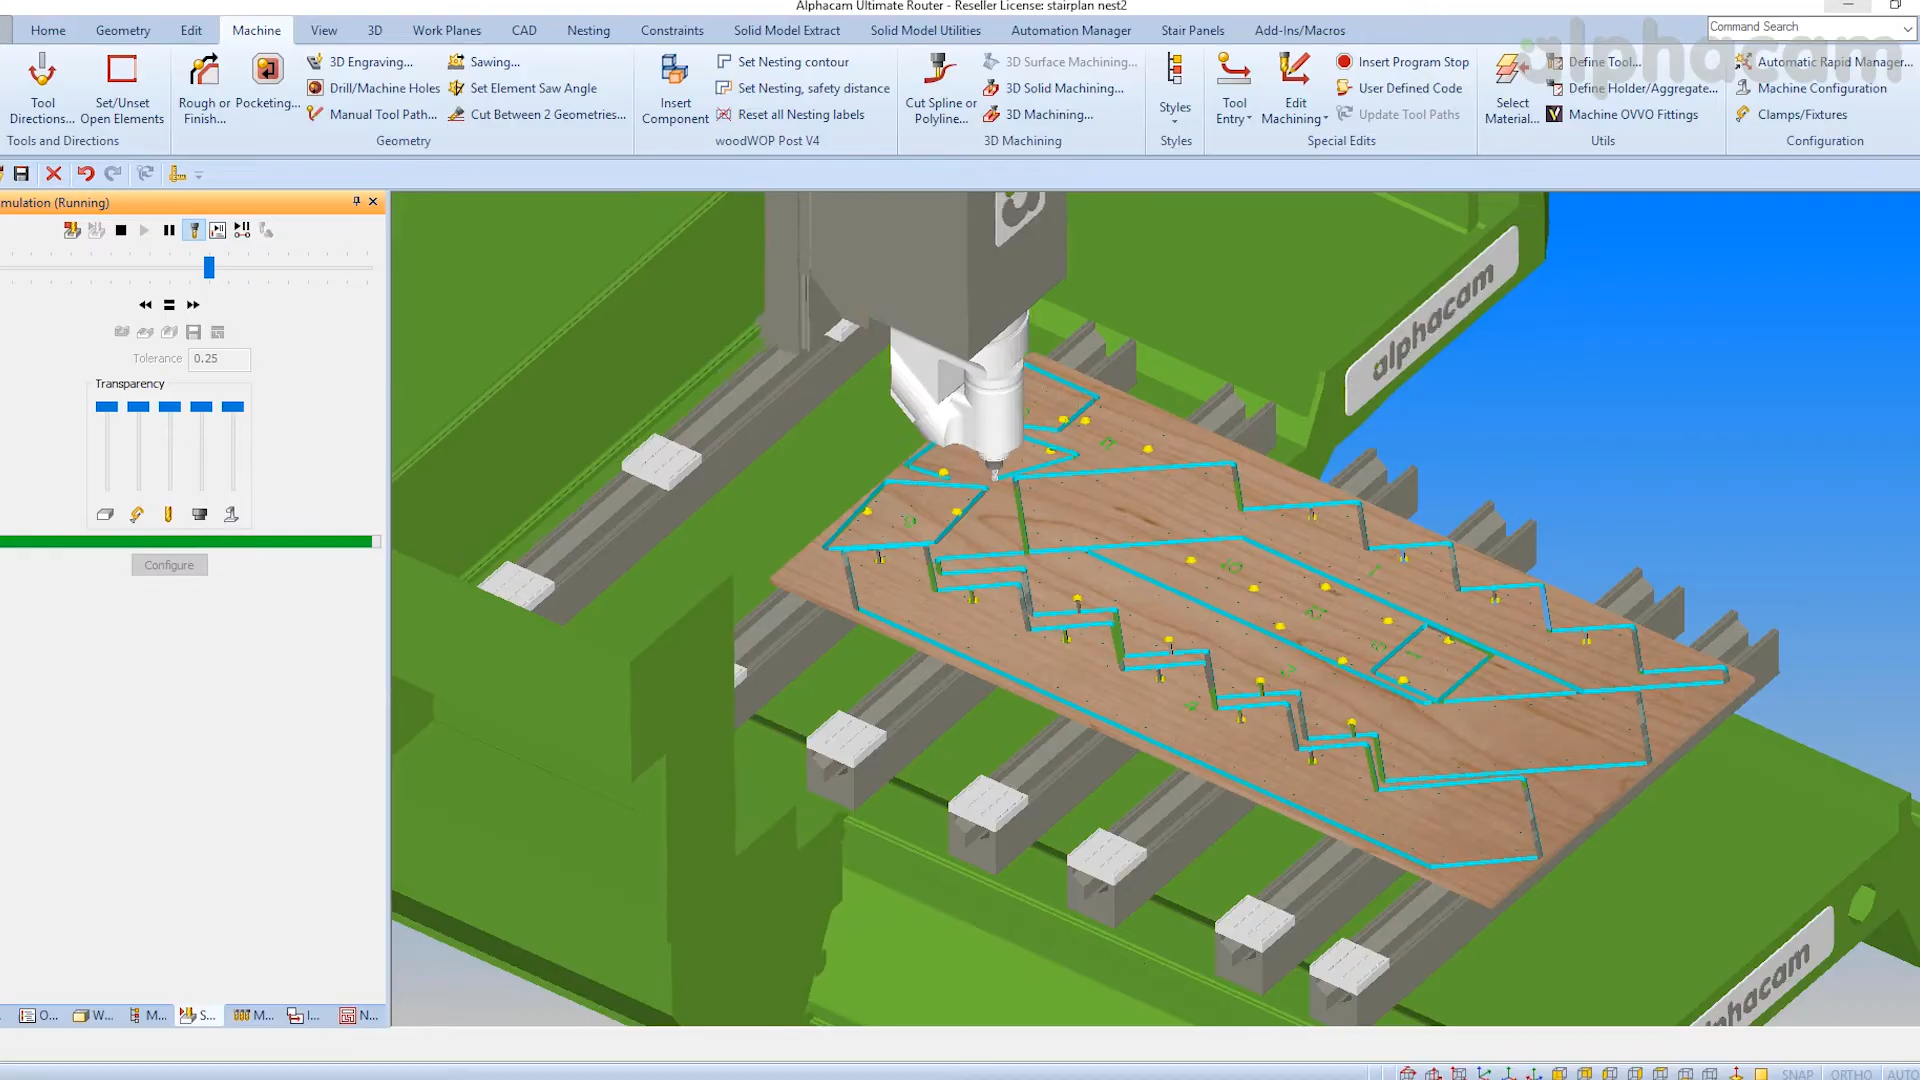 Alphacam Ultimate Router - Reseller License: stairplan nest2
Home Geometry Edit Machine View 3D Work Planes CAD Nesting Constraints Solid Model Extract Solid Model Utilities Automation Manager Stair Panels Add-Ins/Macros
Command Search
alphacam
Tool Directions...
Set/Unset Open Elements
Tools and Directions
Rough or Finish...
Pocketing...
3D Engraving...
Drill/Machine Holes
Manual Tool Path...
Sawing...
Set Element Saw Angle
Cut Between 2 Geometries...
Geometry
Insert Component
Set Nesting contour
Set Nesting, safety distance
Reset all Nesting labels
woodWOP Post V4
Cut Spline or Polyline...
3D Surface Machining...
3D Solid Machining...
3D Machining...
3D Machining
Styles
Styles
Tool Entry
Edit Machining
Insert Program Stop
User Defined Code
Update Tool Paths
Special Edits
Select Material...
Define Tool...
Define Holder/Aggregate...
Machine OVVO Fittings
Utils
Automatic Rapid Manager...
Machine Configuration
Clamps/Fixtures
Configuration
mulation (Running)
Tolerance 0.25
Transparency
Configure
O... W... M... S... M... I... N...
alphacam
alphacam
SNAP ORTHO AUTO